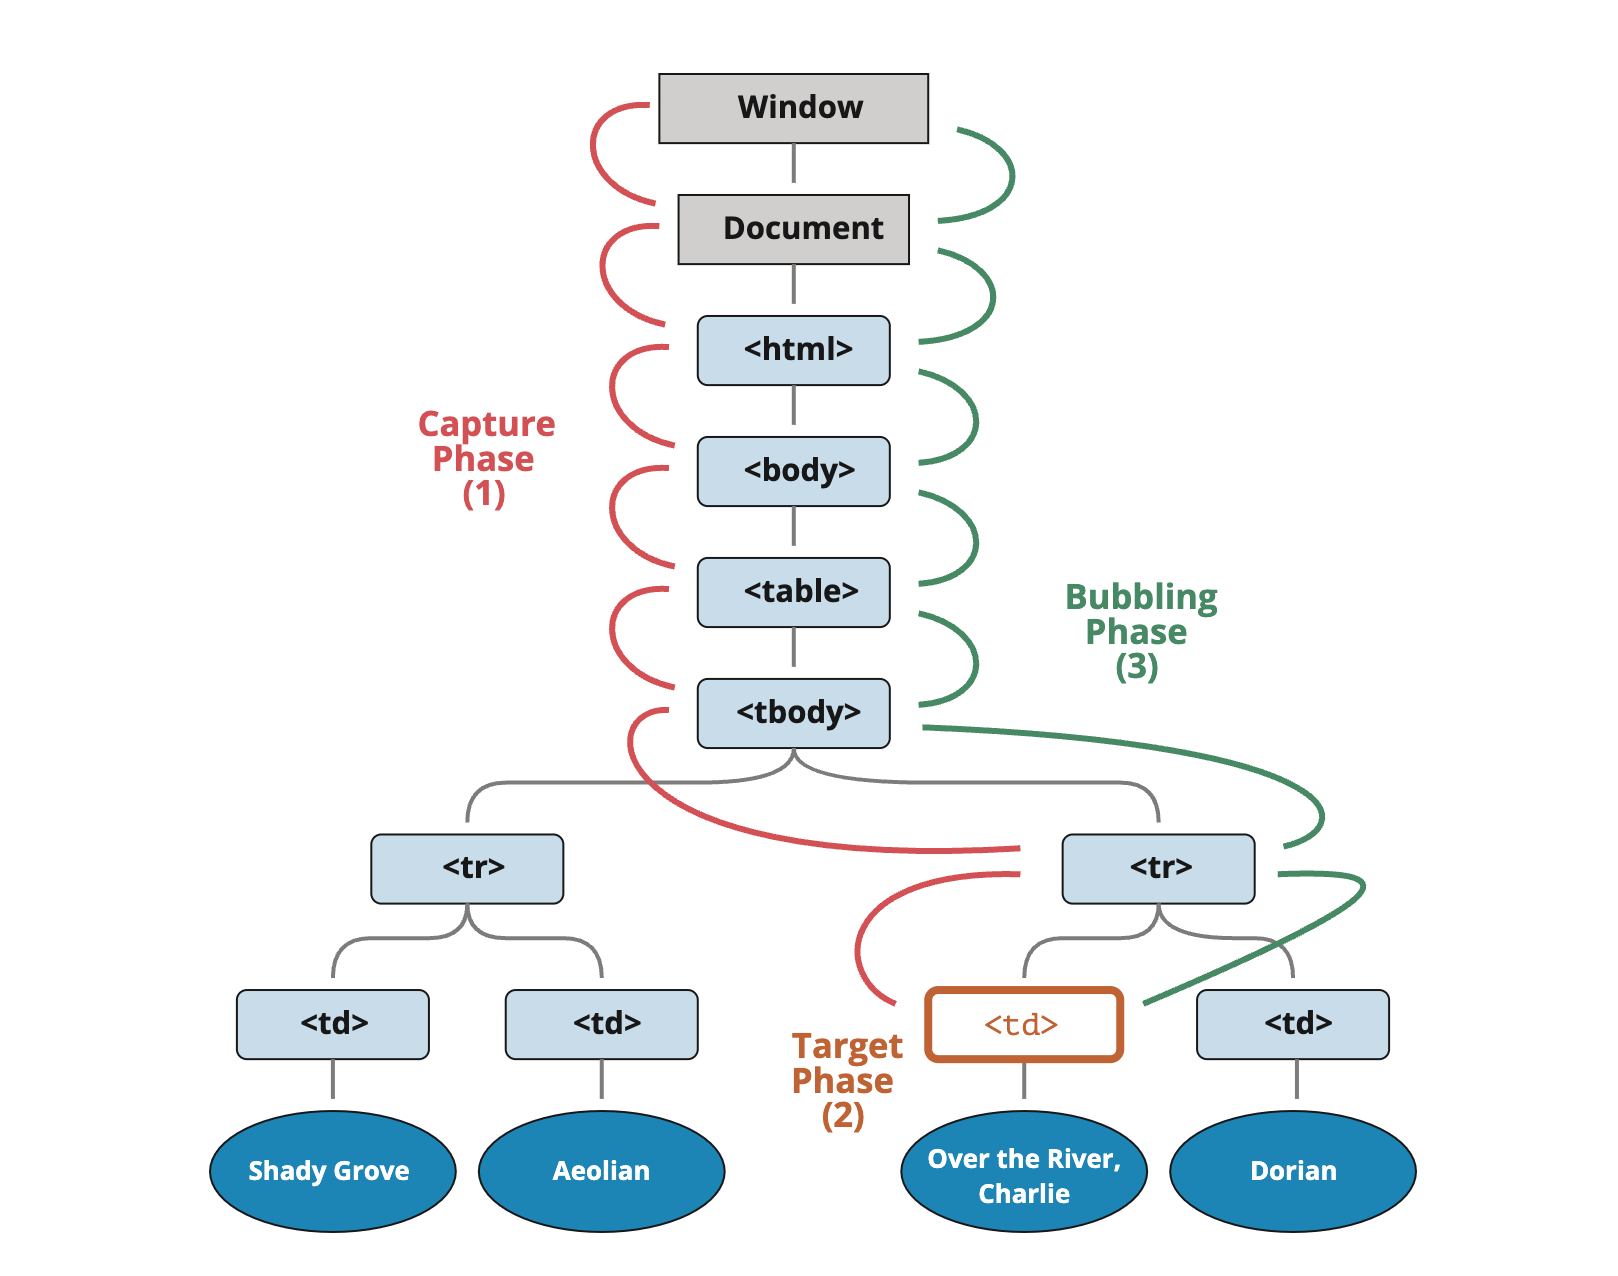 Window
Document
<html>
Capture
Phase
(1)
<body>
<table>
Bubbling
Phase
(3)
<tbody>
<tr>
<tr>
<td>
<td>
<td>
<td>
Target
Phase
(2)
Shady Grove
Aeolian
Over the River,
Charlie
Dorian